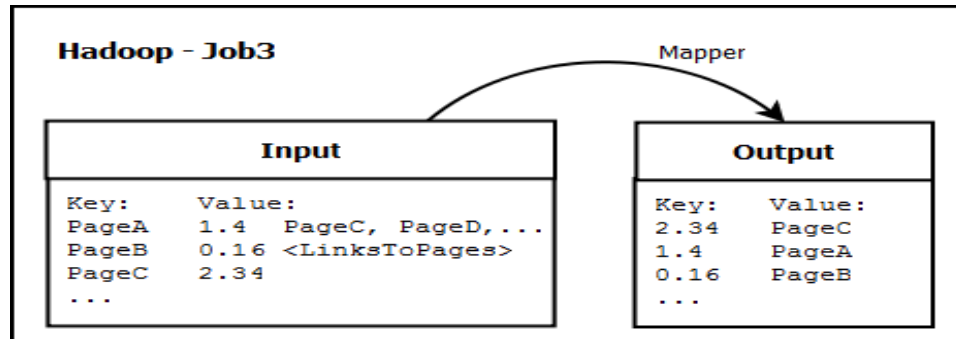 Hadoop - Job3
Mapper
Input
Key: Value:
PageA 1.4 PageC, PageD,...
PageB 0.16 <LinksToPages>
PageC 2.34
...
Output
Key: Value:
2.34 PageC
1.4 PageA
0.16 PageB
...